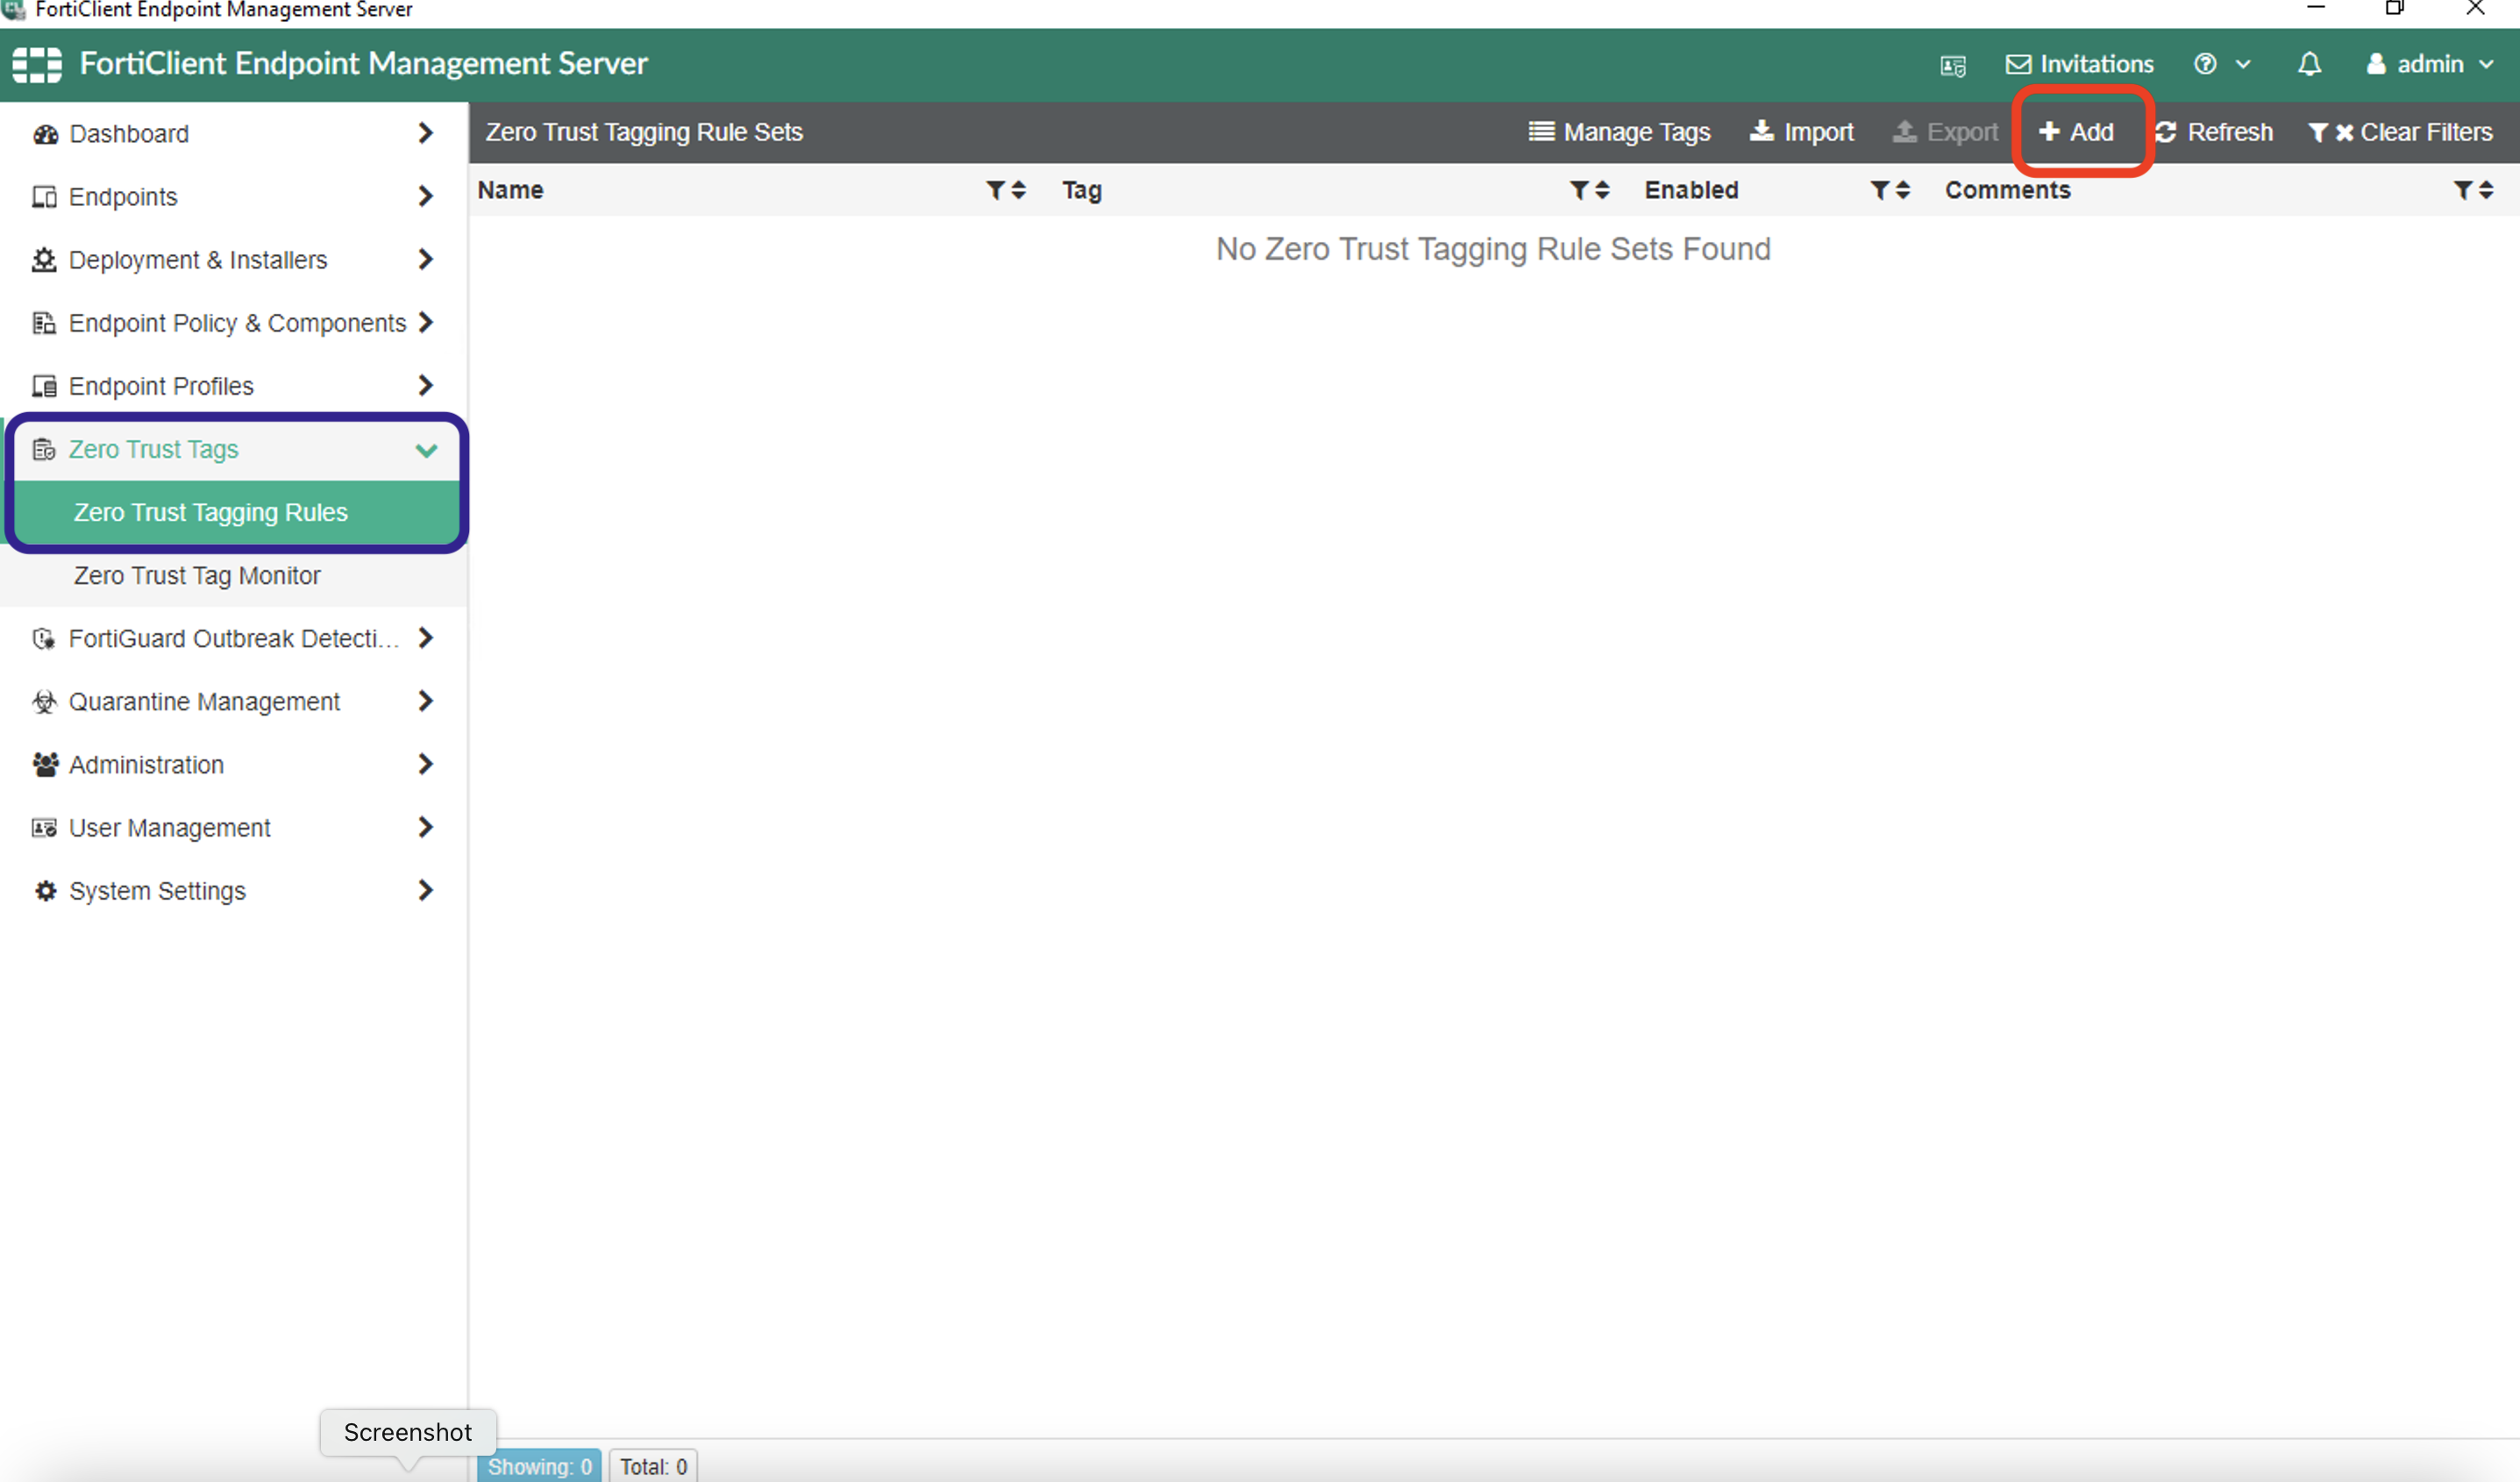 FortiClient Endpoint Management Server
FortiClient Endpoint Management Server
Invitations
admin
Dashboard
Endpoints
Deployment & Installers
Endpoint Policy & Components
Endpoint Profiles
Zero Trust Tags
Zero Trust Tagging Rules
Zero Trust Tag Monitor
FortiGuard Outbreak Detecti...
Quarantine Management
Administration
User Management
System Settings
Zero Trust Tagging Rule Sets
Manage Tags Import Export Add Refresh Clear Filters
Name Tag Enabled Comments
No Zero Trust Tagging Rule Sets Found
Screenshot
Showing: 0 Total: 0